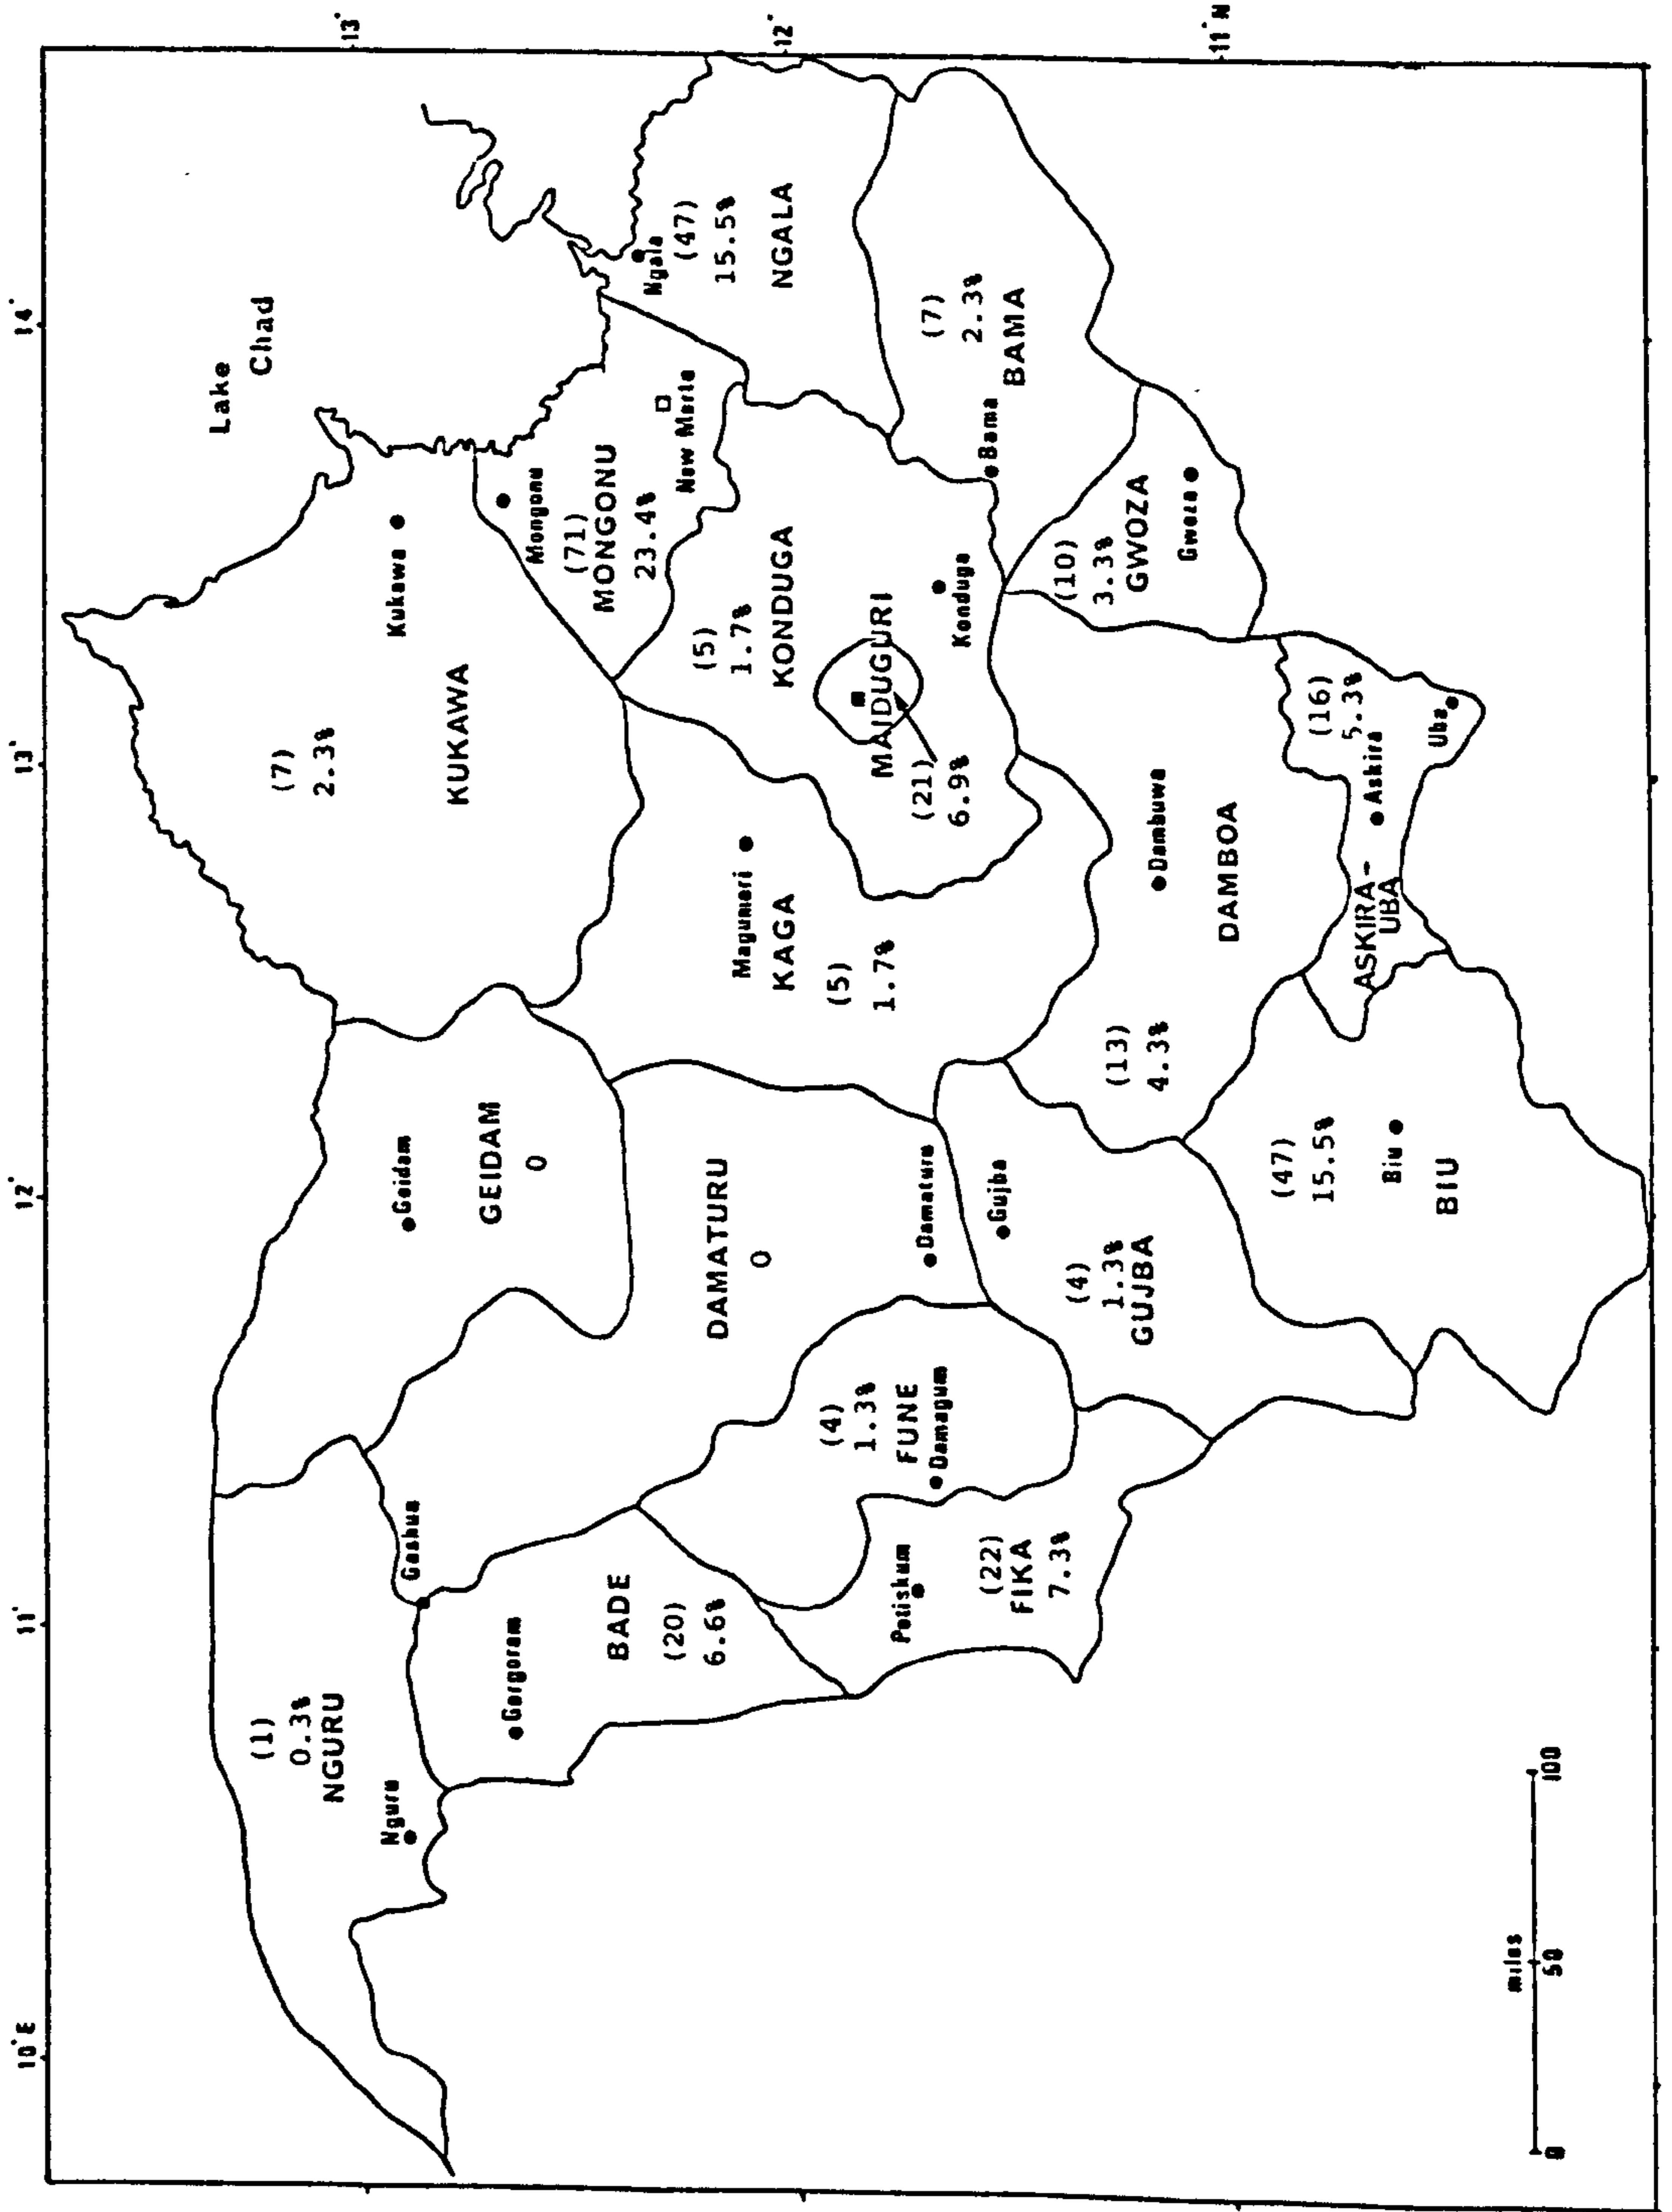 10°E
11°
12°
13°
14°
13°
12°
11°N
Lake
Chad
(1)
0.3%
NGURU
Nguru
Gashua
Gorgoram
BADE
(20)
6.6%
Geidam
GEIDAM
0
(7)
2.3%
KUKAWA
Kukawa
Mongonu
(71)
MONGONU
23.4%
New Marte
Ngala
(47)
15.5%
NGALA
DAMATURU
0
Damaturu
Magumeri
KAGA
(5)
1.7%
(5)
1.7%
KONDUGA
MAIDUGURI
(21)
6.9%
Konduga
(7)
2.3%
BAMA
Bama
(4)
1.3%
FUNE
Damagum
Potiskum
(22)
FIKA
7.3%
Gujba
(4)
1.3%
GUJBA
(13)
4.3%
Dambuwa
DAMBOA
(10)
3.3%
GWOZA
Gwoza
(16)
5.3%
Askira
Uba
ASKIRA-
UBA
(47)
15.5%
Biu
BIU
miles
0 50 100